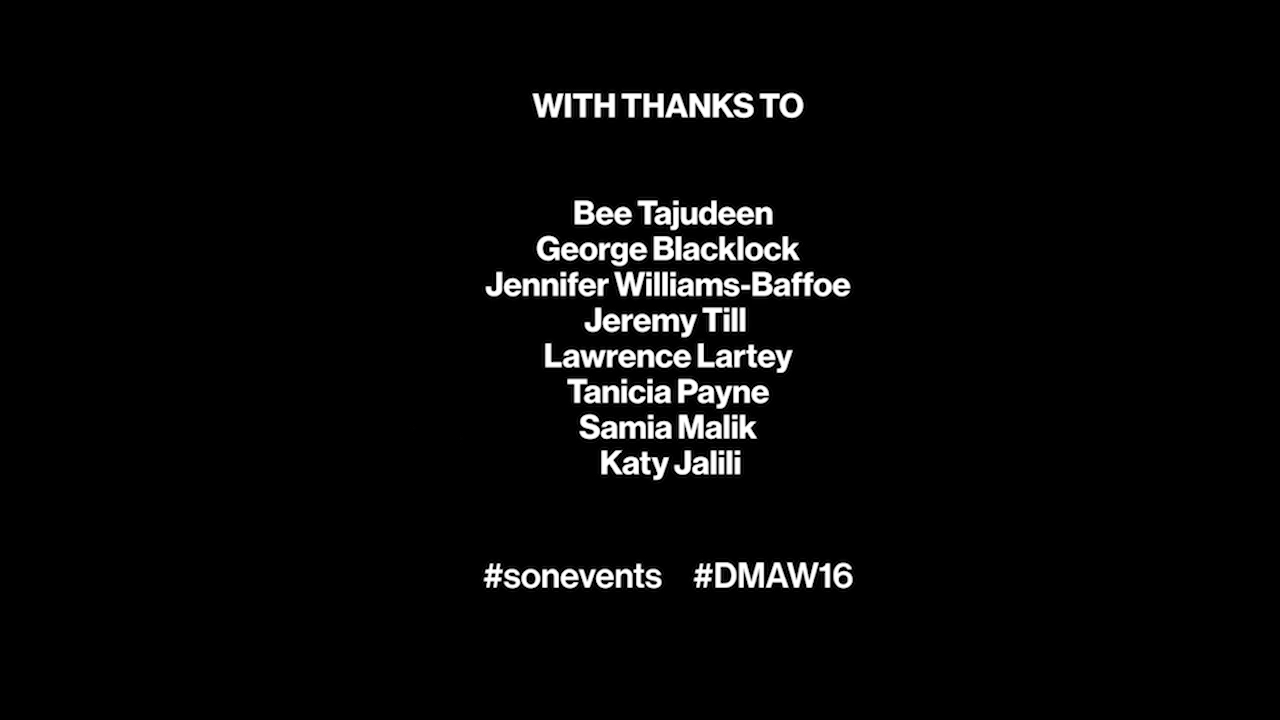 WITH THANKS TO
Bee Tajudeen
George Blacklock
Jennifer Williams-Baffoe
Jeremy Till
Lawrence Lartey
Tanicia Payne
Samia Malik
Katy Jalili
#sonevents #DMAW16